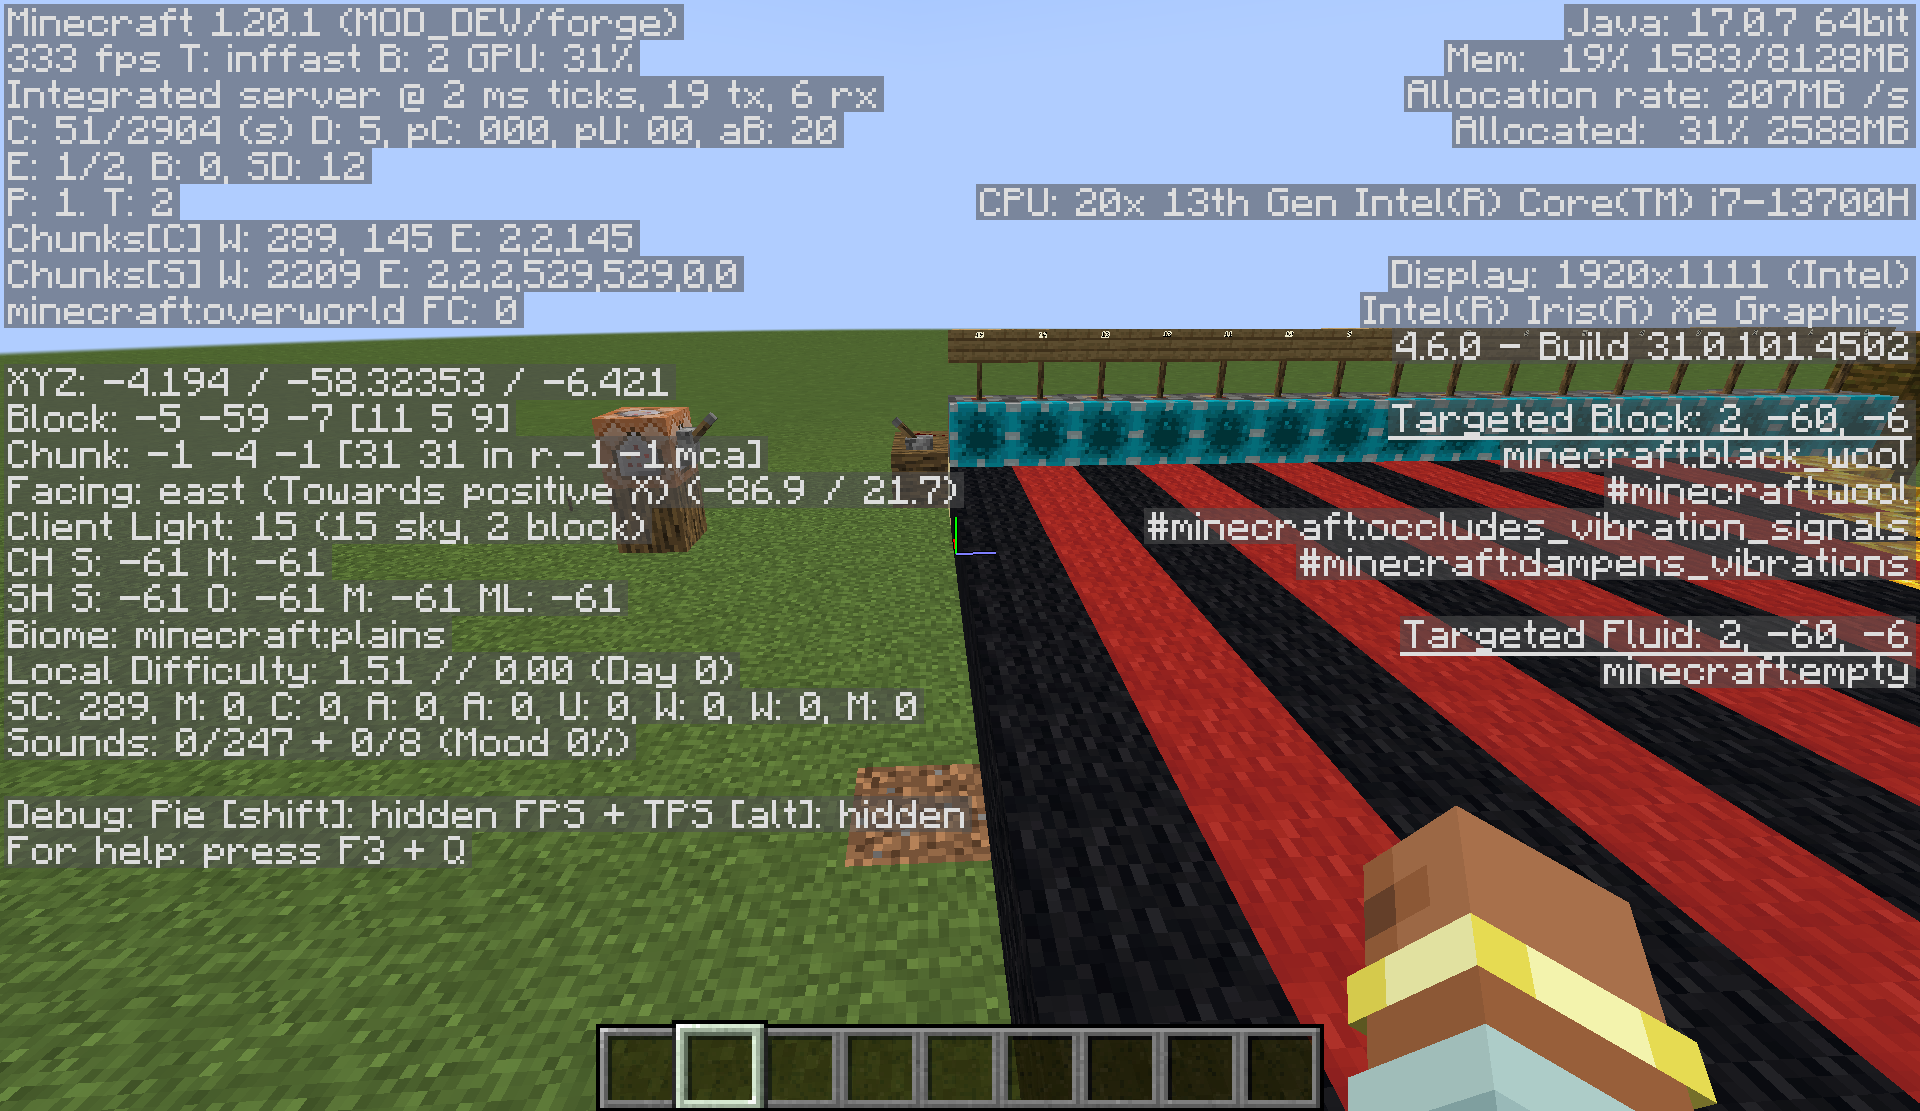 Minecraft 1.20.1 (MOD_DEV/forge)
333 fps T: inffast B: 2 GPU: 31%
Integrated server @ 2 ms ticks, 19 tx, 6 rx
C: 51/2904 (s) D: 5, pC: 000, pU: 00, aB: 20
E: 1/2, B: 0, SD: 12
P: 1. T: 2
Chunks[C] W: 289, 145 E: 2,2,145
Chunks[S] W: 2209 E: 2,2,2,529,529,0,0
minecraft:overworld FC: 0
XYZ: -4.194 / -58.32353 / -6.421
Block: -5 -59 -7 [11 5 9]
Chunk: -1 -4 -1 [31 31 in r.-1.-1.mca]
Facing: east (Towards positive X) (-86.9 / 21.7)
Client Light: 15 (15 sky, 2 block)
CH S: -61 M: -61
SH S: -61 O: -61 M: -61 ML: -61
Biome: minecraft:plains
Local Difficulty: 1.51 // 0.00 (Day 0)
SC: 289, M: 0, C: 0, A: 0, A: 0, U: 0, W: 0, W: 0, M: 0
Sounds: 0/247 + 0/8 (Mood 0%)
Debug: Pie [shift]: hidden FPS + TPS [alt]: hidden
For help: press F3 + Q
Java: 17.0.7 64bit
Mem: 19% 1583/8128MB
Allocation rate: 207MB /s
Allocated: 31% 2588MB
CPU: 20x 13th Gen Intel(R) Core(TM) i7-13700H
Display: 1920x1111 (Intel)
Intel(R) Iris(R) Xe Graphics
4.6.0 - Build 31.0.101.4502
Targeted Block: 2, -60, -6
minecraft:black_wool
#minecraft:wool
#minecraft:occludes_vibration_signals
#minecraft:dampens_vibrations
Targeted Fluid: 2, -60, -6
minecraft:empty